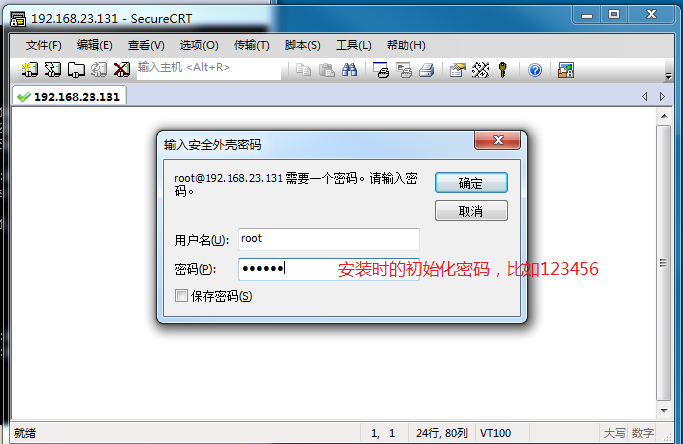 192.168.23.131 - SecureCRT
文件(F) 编辑(E) 查看(V) 选项(O) 传输(T) 脚本(S) 工具(L) 帮助(H)
输入主机 <Alt+R>
192.168.23.131
输入安全外壳密码
root@192.168.23.131 需要一个密码。请输入密
码。
确定
取消
用户名(U): root
密码(P): ●●●●●●
安装时的初始化密码，比如123456
保存密码(S)
就绪 1, 1 24行, 80列 VT100 大写 数字